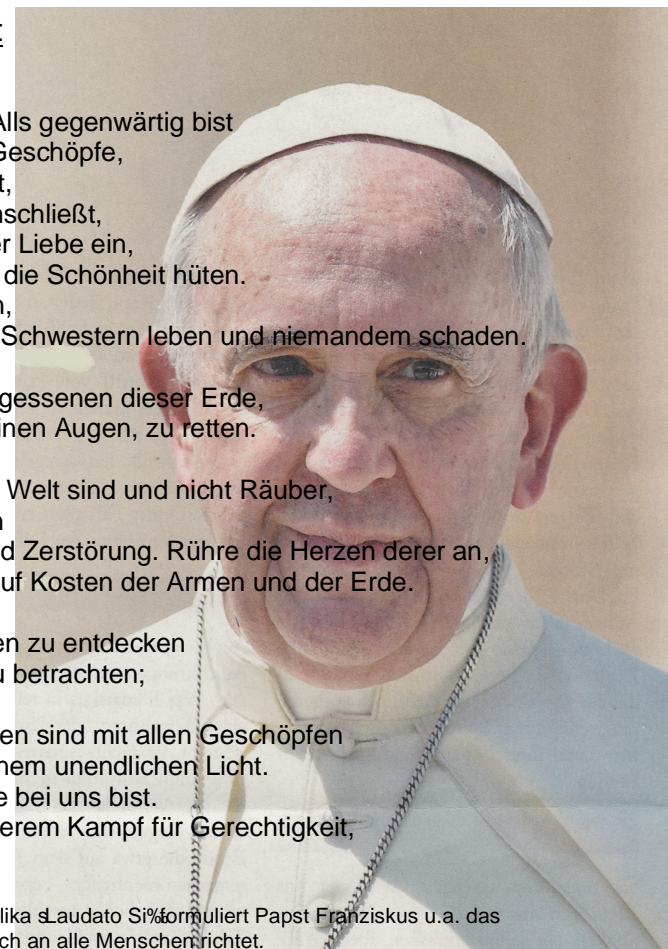 Alls gegenwärtig bist
Geschöpfe,
t,
nschließt,
r Liebe ein,
die Schönheit hüten.
n,
Schwestern leben und niemandem schaden.
gessenen dieser Erde,
inen Augen, zu retten.
Welt sind und nicht Räuber,
n
d Zerstörung. Rühre die Herzen derer an,
uf Kosten der Armen und der Erde.
en zu entdecken
u betrachten;
en sind mit allen Geschöpfen
nem unendlichen Licht.
e bei uns bist.
serem Kampf für Gerechtigkeit,
lika sLaudato Si‰formuliert Papst Franziskus u.a. das
ch an alle Menschen richtet.